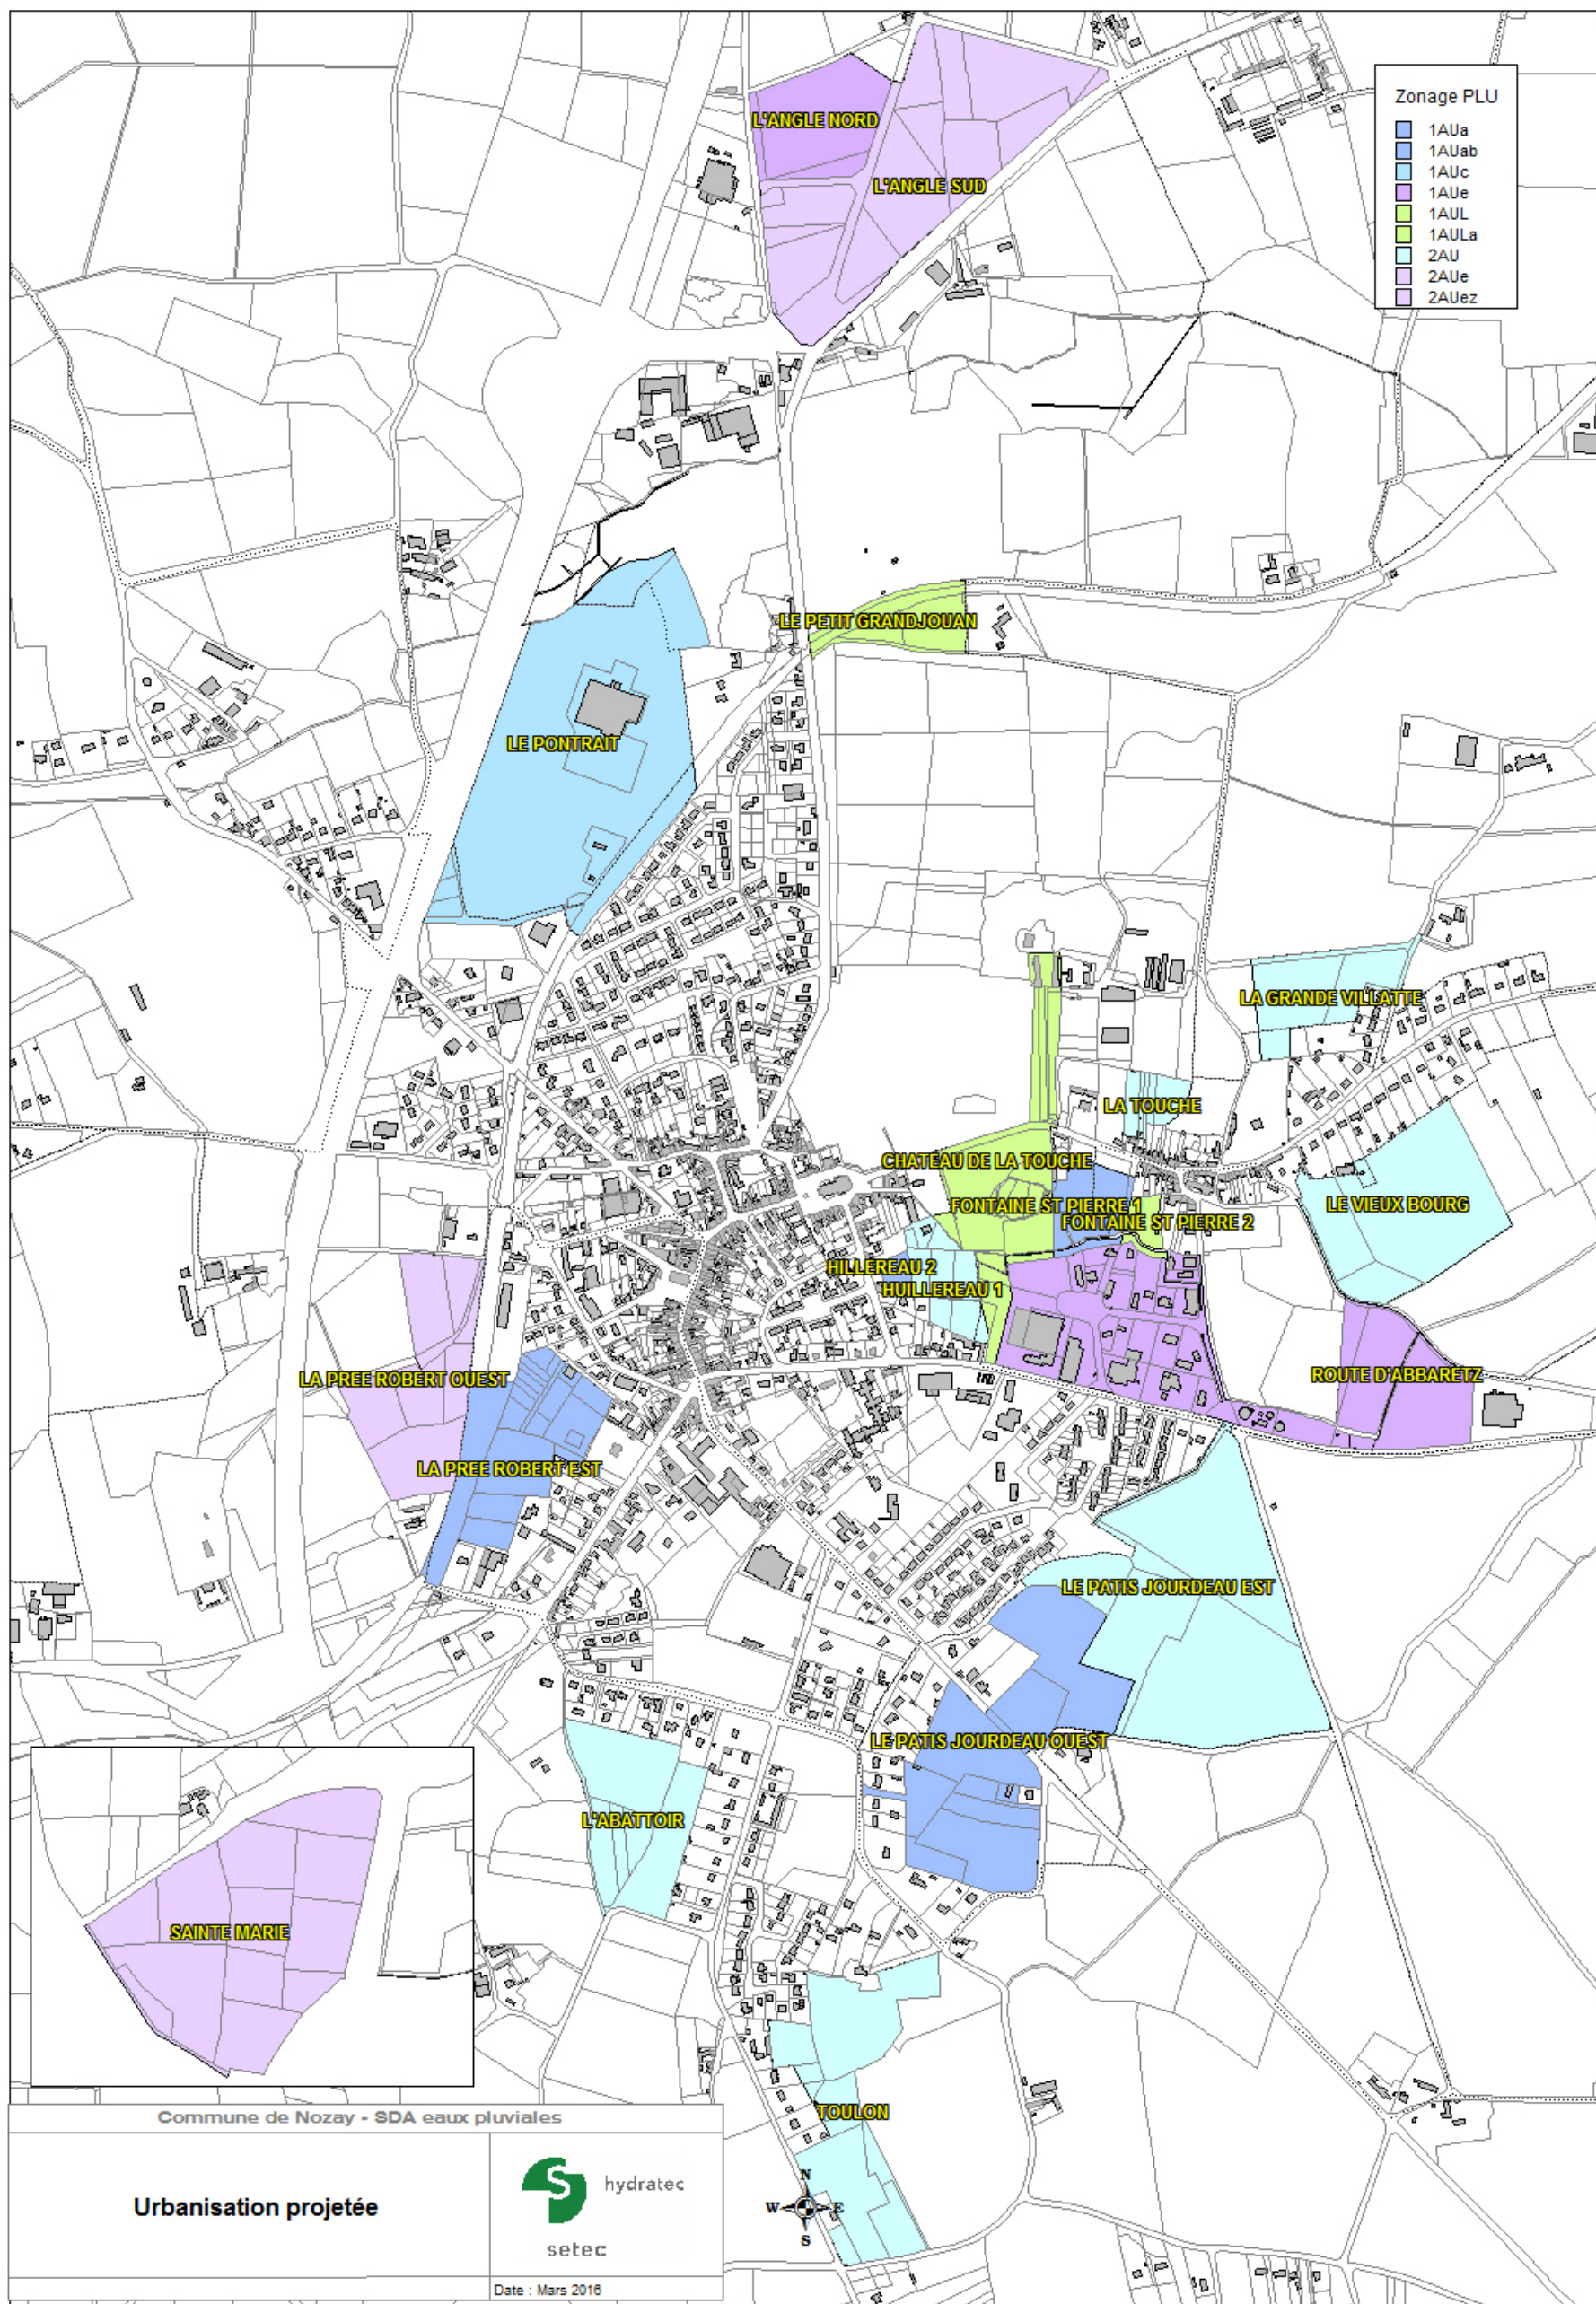 Zonage PLU
1AUa
1AUab
1AUc
1AUe
1AUL
1AULa
2AU
2AUe
2AUez
L'ANGLE NORD
L'ANGLE SUD
LE PETIT GRANDJOUAN
LE PONTRAIT
LA GRANDE VILLATTE
LA TOUCHE
CHATEAU DE LA TOUCHE
FONTAINE ST PIERRE 1
LE VIEUX BOURG
FONTAINE ST PIERRE 2
HILLEREAU 2
HUILLEREAU 1
LA PREE ROBERT OUEST
ROUTE D'ABBARETZ
LA PREE ROBERT EST
LE PATIS JOURDEAU EST
LE PATIS JOURDEAU OUEST
L'ABATTOIR
SAINTE MARIE
TOULON
Commune de Nozay - SDA eaux pluviales
Urbanisation projetée
hydratec
setec
Date : Mars 2016
N
W E
S